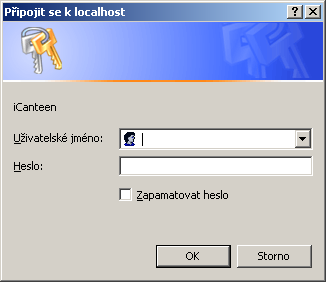 Připojit se k localhost
iCanteen
Uživatelské jméno:
Heslo:
Zapamatovat heslo
OK
Storno